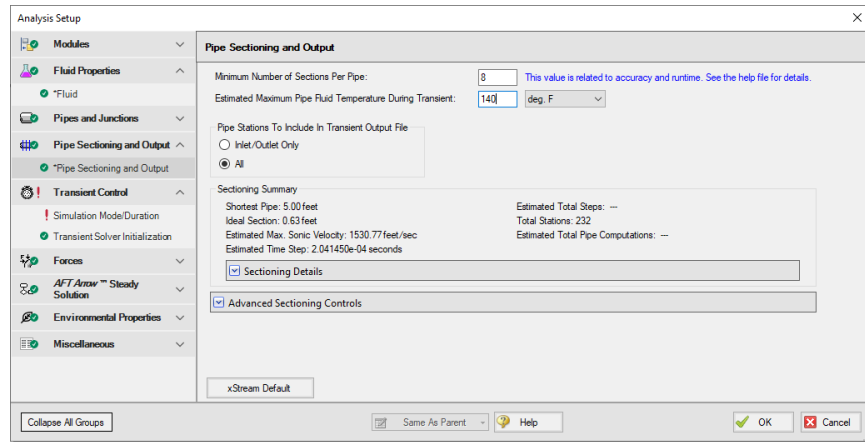 Analysis Setup
Modules
Fluid Properties
*Fluid
Pipes and Junctions
Pipe Sectioning and Output
*Pipe Sectioning and Output
Transient Control
Simulation Mode/Duration
Transient Solver Initialization
Forces
AFT Arrow™ Steady
Solution
Environmental Properties
Miscellaneous
Collapse All Groups
Pipe Sectioning and Output
Minimum Number of Sections Per Pipe: 8 This value is related to accuracy and runtime. See the help file for details.
Estimated Maximum Pipe Fluid Temperature During Transient: 140 deg. F
Pipe Stations To Include In Transient Output File
Inlet/Outlet Only
All
Sectioning Summary
Shortest Pipe: 5.00 feet Estimated Total Steps: ---
Ideal Section: 0.63 feet Total Stations: 232
Estimated Max. Sonic Velocity: 1530.77 feet/sec Estimated Total Pipe Computations: ---
Estimated Time Step: 2.041450e-04 seconds
Sectioning Details
Advanced Sectioning Controls
xStream Default
Same As Parent Help OK Cancel